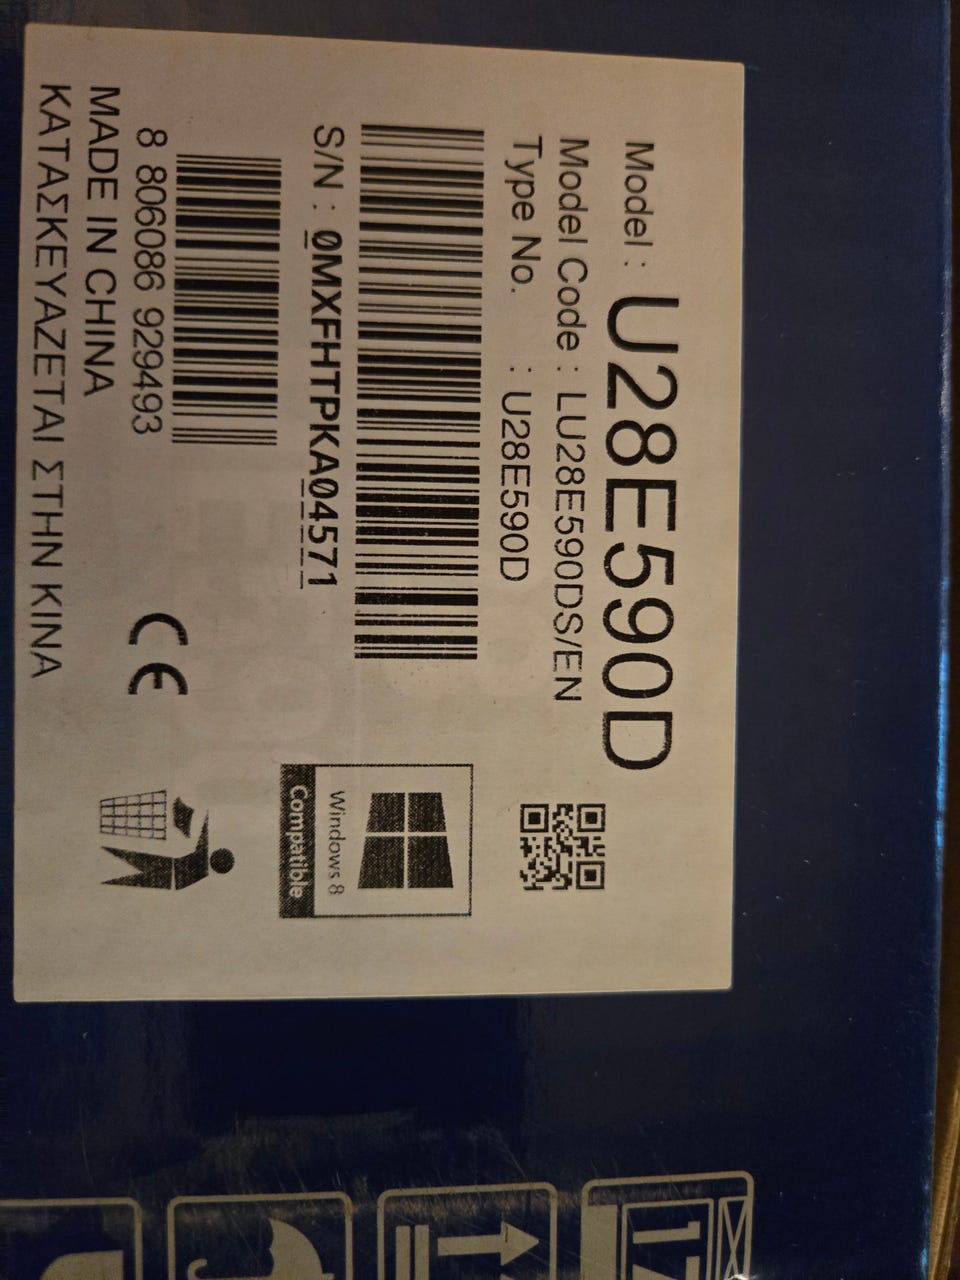 Model : U28E590D
Model Code : LU28E590DS/EN
Type No. : U28E590D
S/N : 0MXFHTPKA04571
8 806086 929493
MADE IN CHINA
ΚΑΤΑΣΚΕΥΑΖΕΤΑΙ ΣΤΗΝ ΚΙΝΑ
CE
Windows 8
Compatible